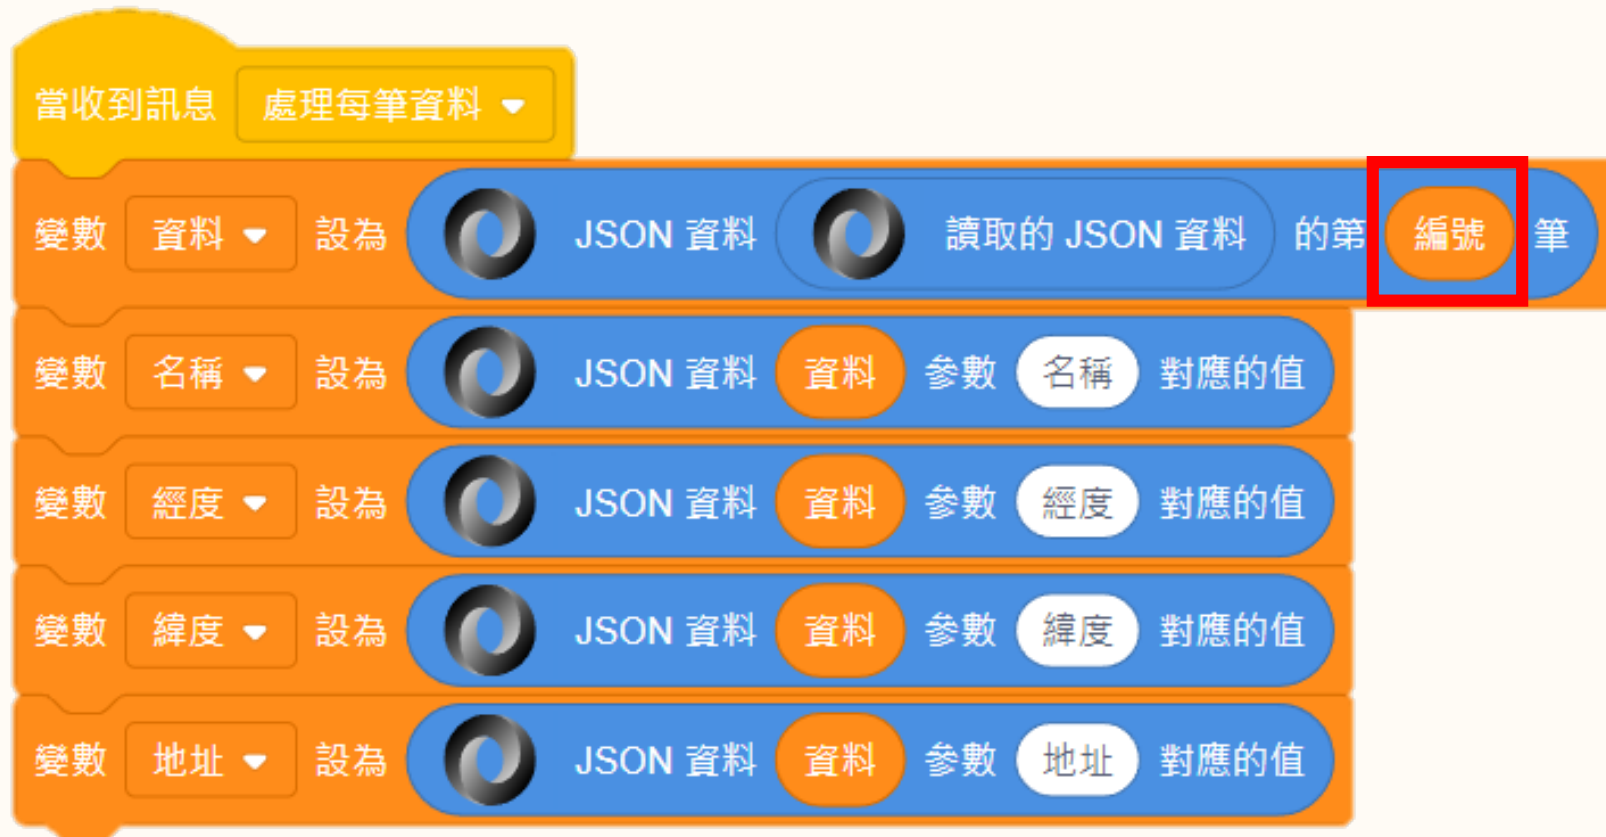 當收到訊息 處理每筆資料
變數 資料 設為 JSON 資料 讀取的 JSON 資料 的第 編號 筆
變數 名稱 設為 JSON 資料 資料 參數 名稱 對應的值
變數 經度 設為 JSON 資料 資料 參數 經度 對應的值
變數 緯度 設為 JSON 資料 資料 參數 緯度 對應的值
變數 地址 設為 JSON 資料 資料 參數 地址 對應的值